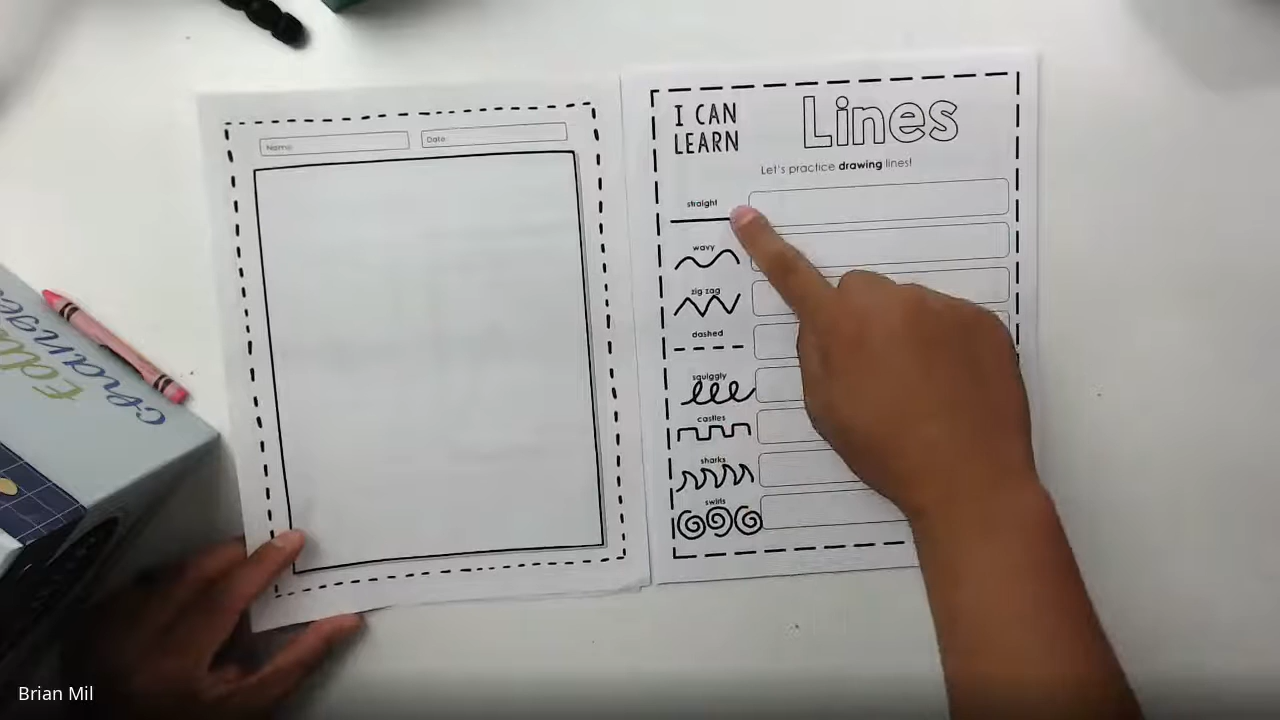 Name:
Date:
I CAN
LEARN
Lines
Let's practice drawing lines!
straight
wavy
zig zag
dashed
squiggly
castles
sharks
swirls
Brian Mil